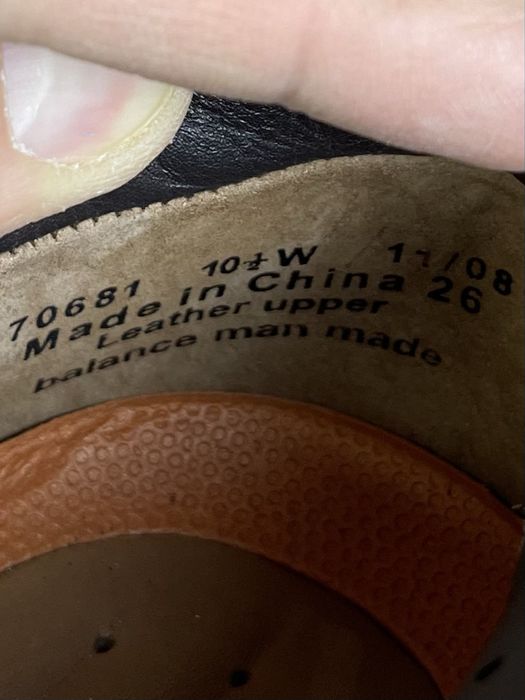 70681 10½W 11/08
Made in China 26
Leather upper
balance man made